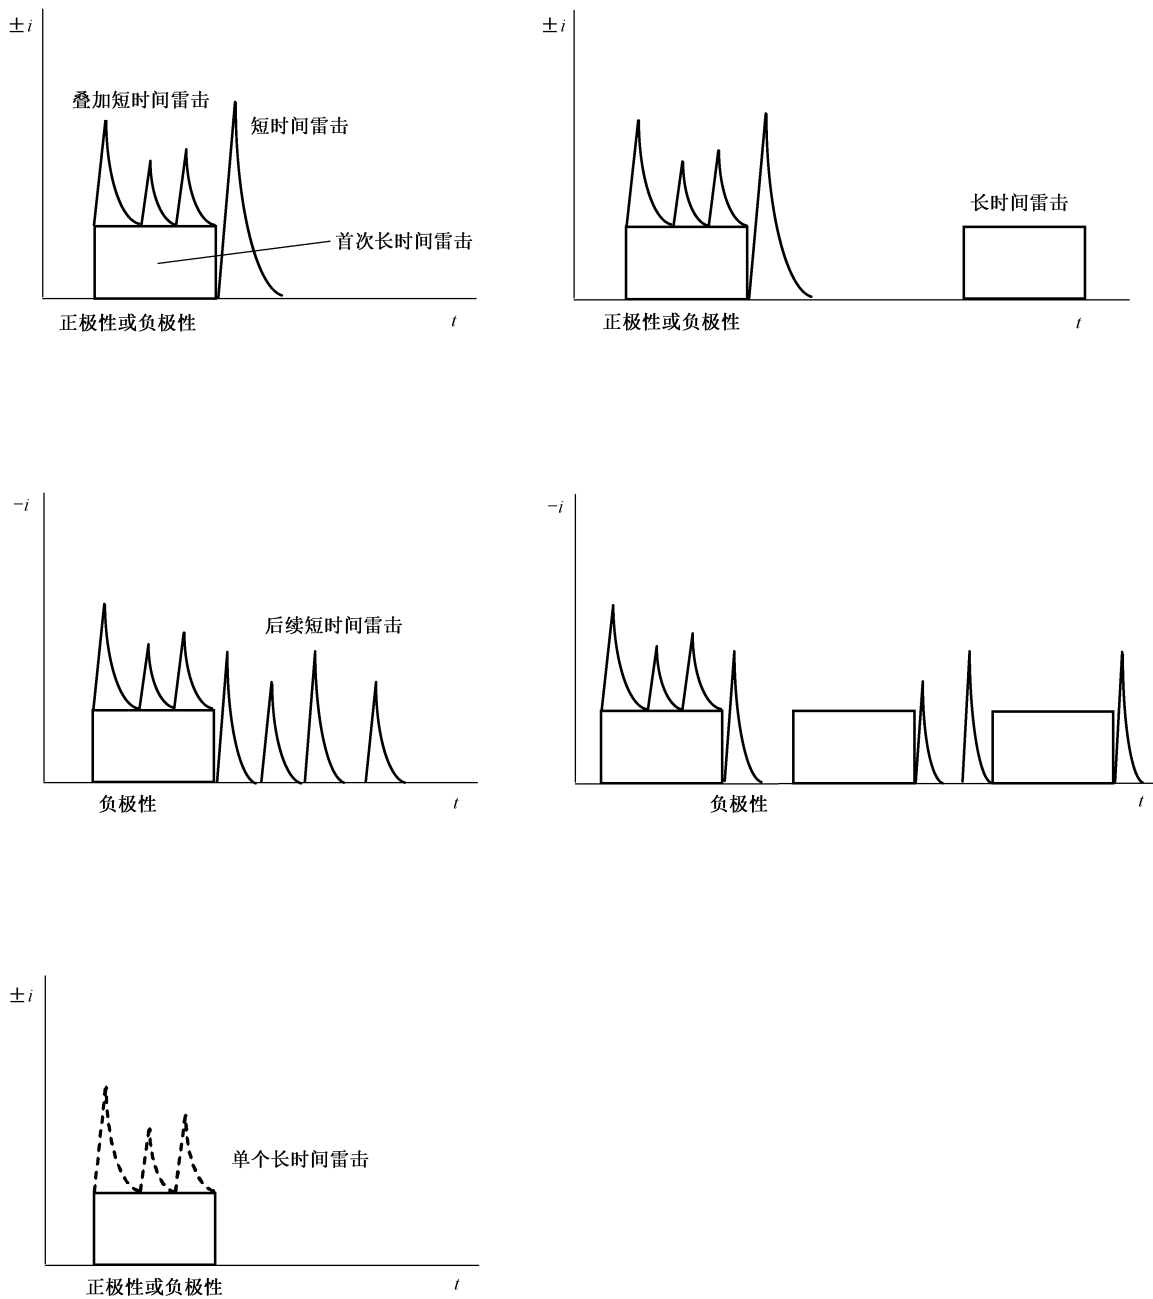 ±i
叠加短时间雷击
短时间雷击
首次长时间雷击
正极性或负极性
t
±i
长时间雷击
正极性或负极性
t
−i
后续短时间雷击
负极性
t
−i
负极性
t
±i
单个长时间雷击
正极性或负极性
t